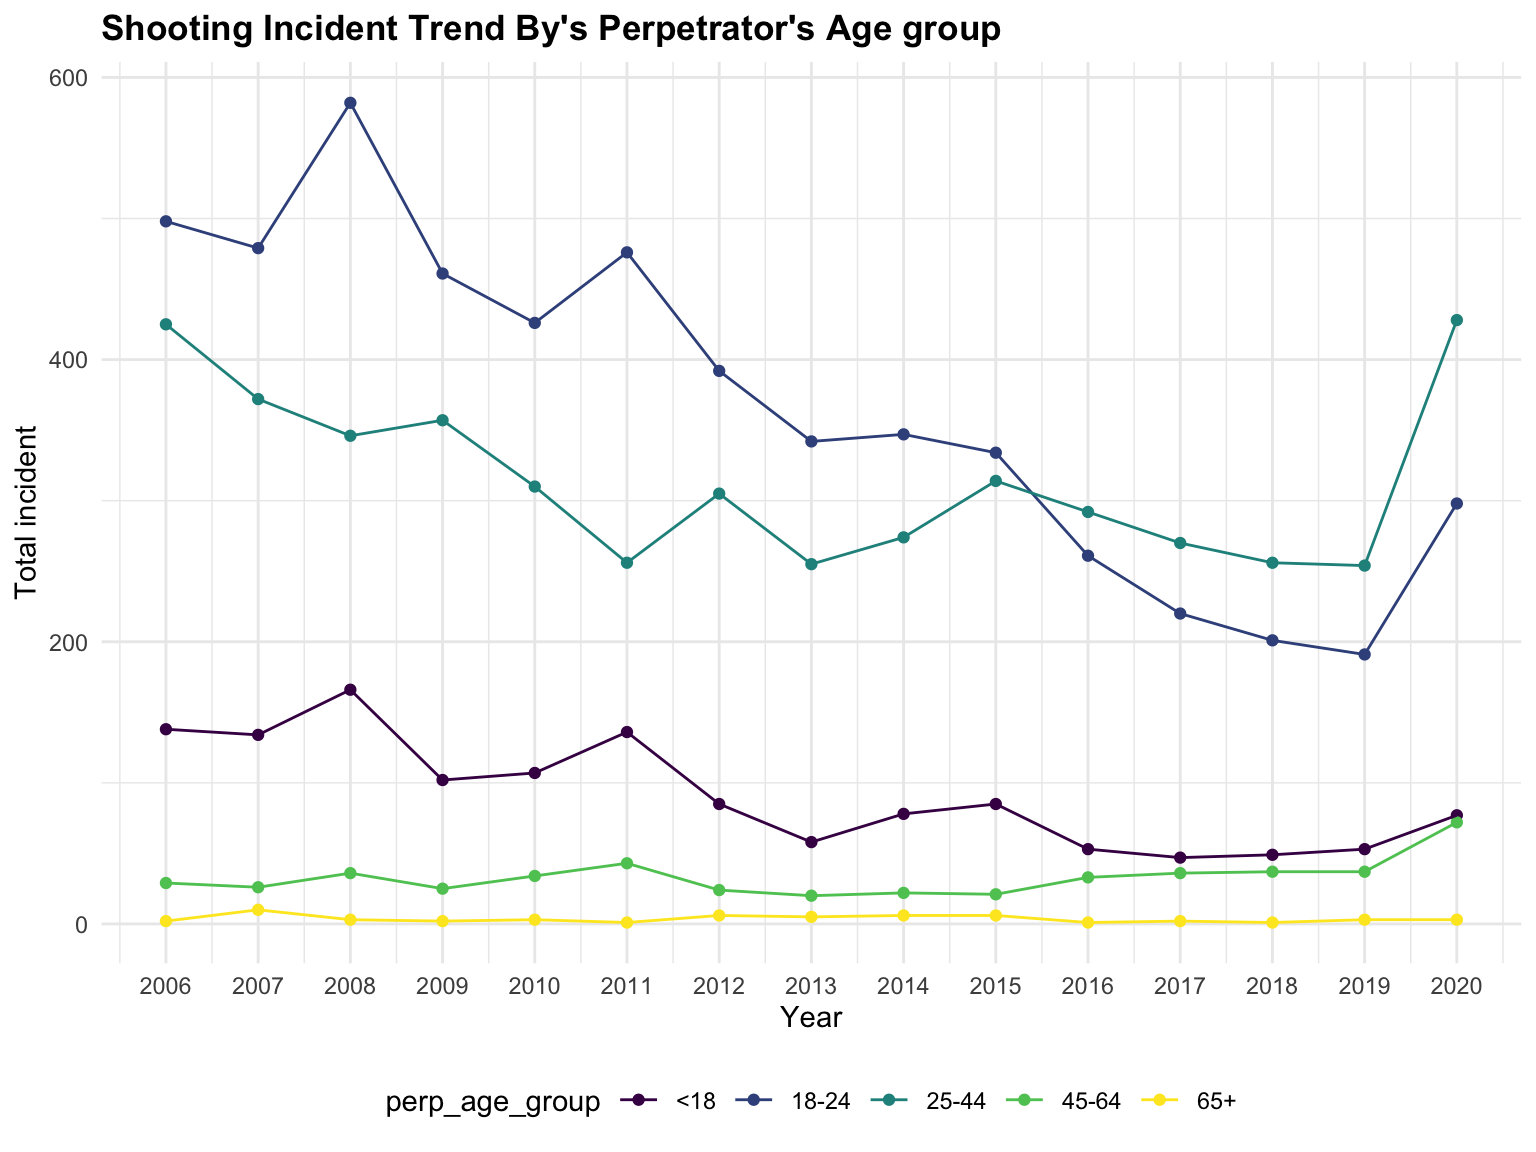 Shooting Incident Trend By's Perpetrator's Age group
600
400
200
0
Total incident
2006 2007 2008 2009 2010 2011 2012 2013 2014 2015 2016 2017 2018 2019 2020
Year
perp_age_group <18 18-24 25-44 45-64 65+